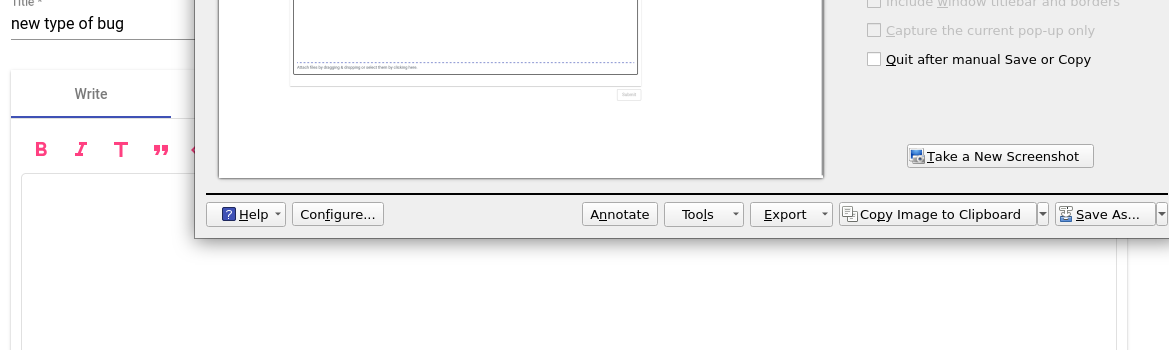 Title *
new type of bug
Write
Include window titlebar and borders
Capture the current pop-up only
Quit after manual Save or Copy
Attach files by dragging & dropping or select them by clicking here.
Take a New Screenshot
Help
Configure...
Annotate
Tools
Export
Copy Image to Clipboard
Save As...